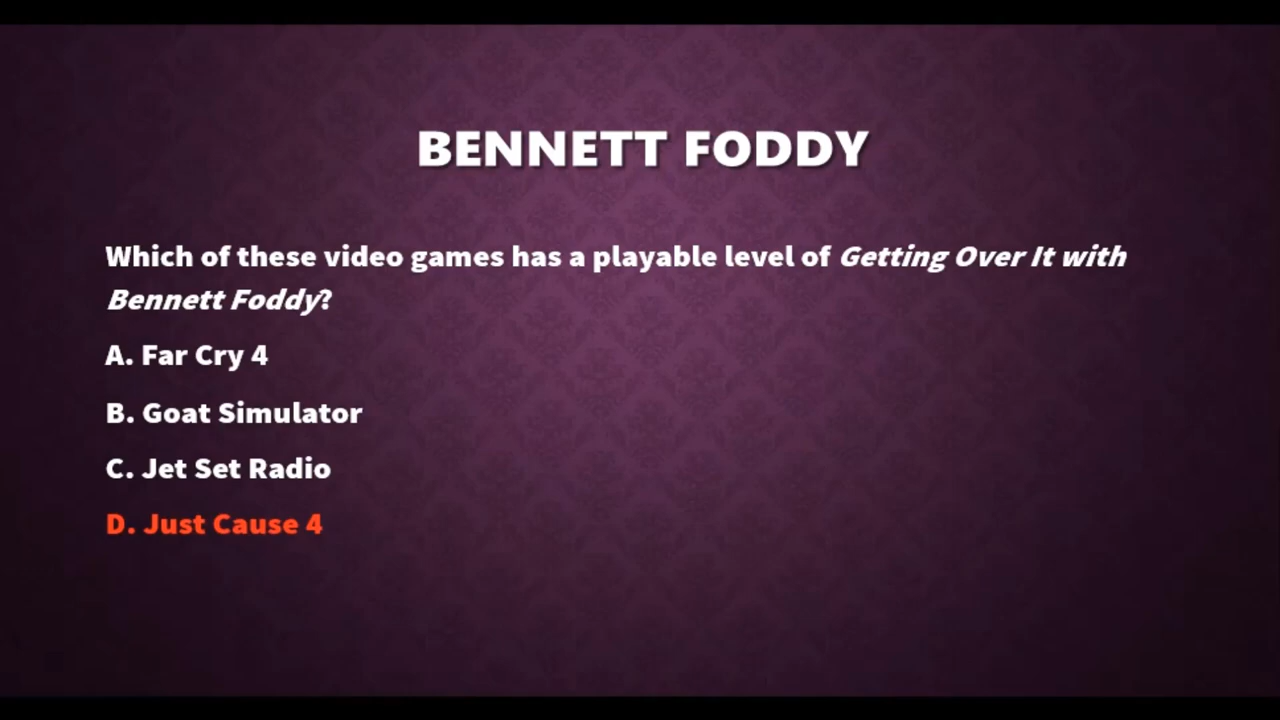 BENNETT FODDY
Which of these video games has a playable level of Getting Over It with
Bennett Foddy?
A. Far Cry 4
B. Goat Simulator
C. Jet Set Radio
D. Just Cause 4